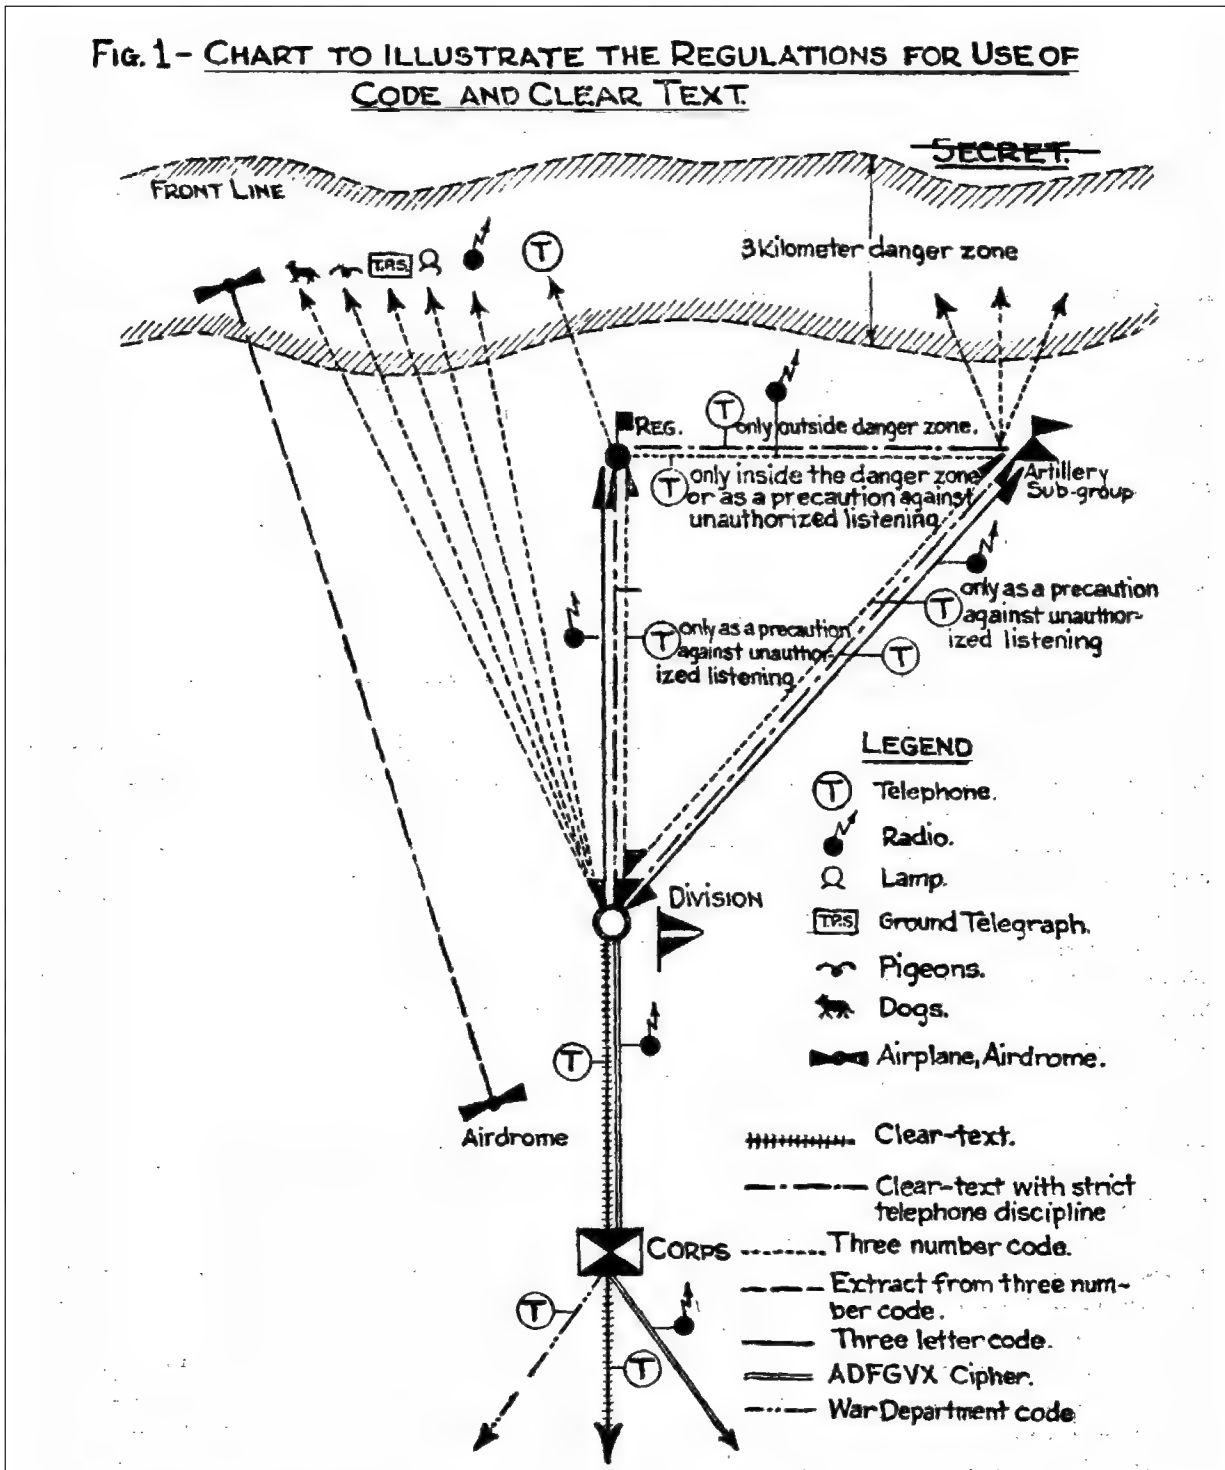 FIG. 1 - CHART TO ILLUSTRATE THE REGULATIONS FOR USE OF
CODE AND CLEAR TEXT.
SECRET.
FRONT LINE
T.P.S.
T
3 Kilometer danger zone
REG.
T
only outside danger zone.
T
only inside the danger zone
or as a precaution against
unauthorized listening
Artillery
Sub-group
T
only as a precaution
against unauthor-
ized listening
T
only as a precaution
against unauthor-
ized listening
T
DIVISION
LEGEND
T Telephone.
Radio.
Lamp.
T.P.S. Ground Telegraph.
Pigeons.
Dogs.
Airplane, Airdrome.
T
Airdrome
Clear-text.
Clear-text with strict
telephone discipline
CORPS
Three number code.
Extract from three num-
ber code.
Three letter code.
ADFGVX Cipher.
War Department code
T
T